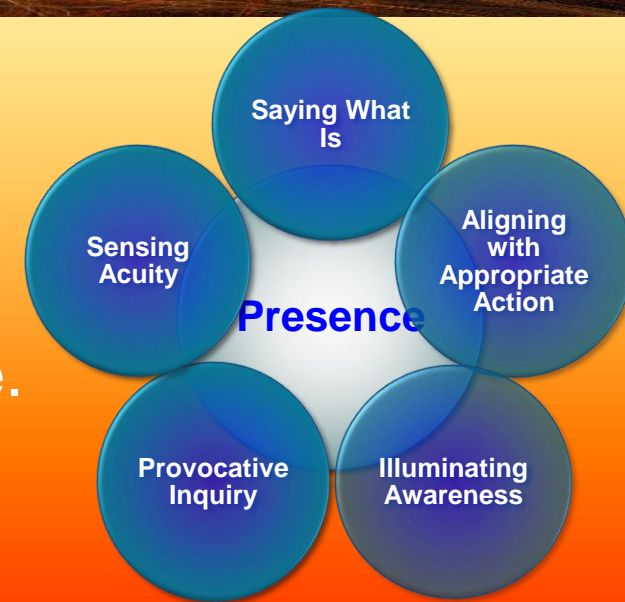 Saying What
Is
Aligning
with
Appropriate
Action
Sensing
Acuity
Presence
e.
Provocative
Inquiry
Illuminating
Awareness